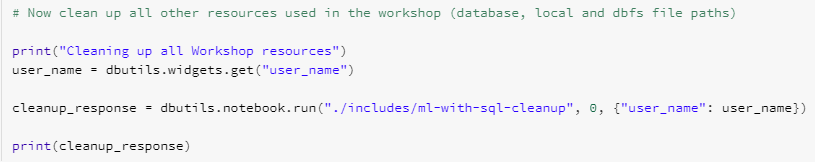 # Now clean up all other resources used in the workshop (database, local and dbfs file paths)
print("Cleaning up all Workshop resources")
user_name = dbutils.widgets.get("user_name")
cleanup_response = dbutils.notebook.run("./includes/ml-with-sql-cleanup", 0, {"user_name": user_name})
print(cleanup_response)